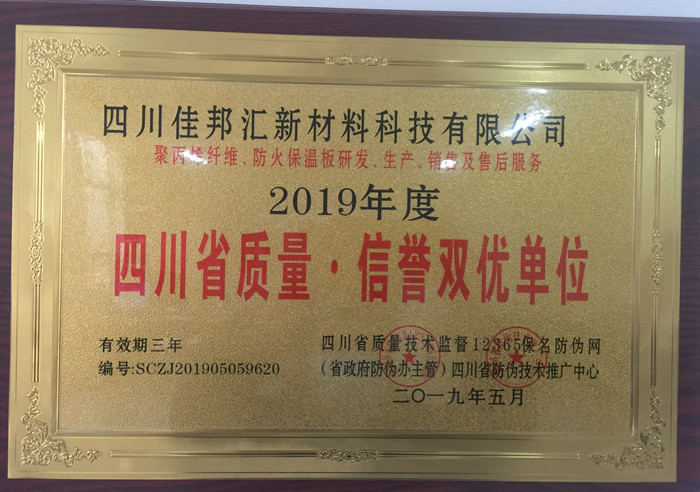 四川佳邦汇新材料科技有限公司
聚丙烯纤维、防火保温板研发、生产、销售及售后服务
2019年度
四川省质量·信誉双优单位
有效期三年
编号:SCZJ201905059620
四川省质量技术监督12365保名防伪网
(省政府防伪办主管)四川省防伪技术推广中心
二〇一九年五月